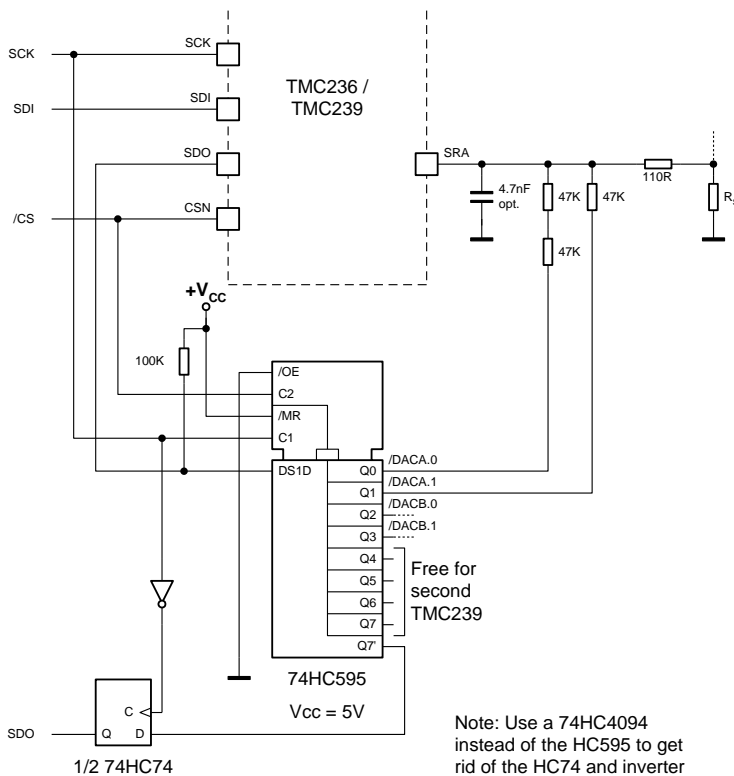 SCK
SCK
SDI
SDI
TMC236 /
TMC239
SDO
SRA
/CS
CSN
4.7nF
opt.
47K
47K
110R
47K
+VCC
100K
/OE
C2
/MR
C1
DS1D
Q0
/DACA.0
Q1
/DACA.1
Q2
/DACB.0
Q3
/DACB.1
Q4
Q5
Q6
Q7
Q7'
Free for
second
TMC239
74HC595
Vcc = 5V
SDO
Q
C
D
1/2 74HC74
Note: Use a 74HC4094
instead of the HC595 to get
rid of the HC74 and inverter